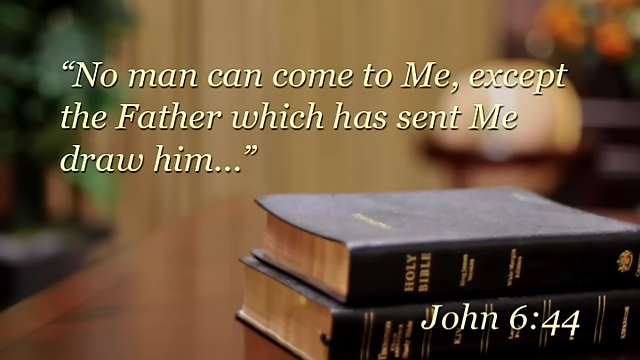 “No man can come to Me, except
the Father which has sent Me
draw him...”
HOLY
BIBLE
John 6:44